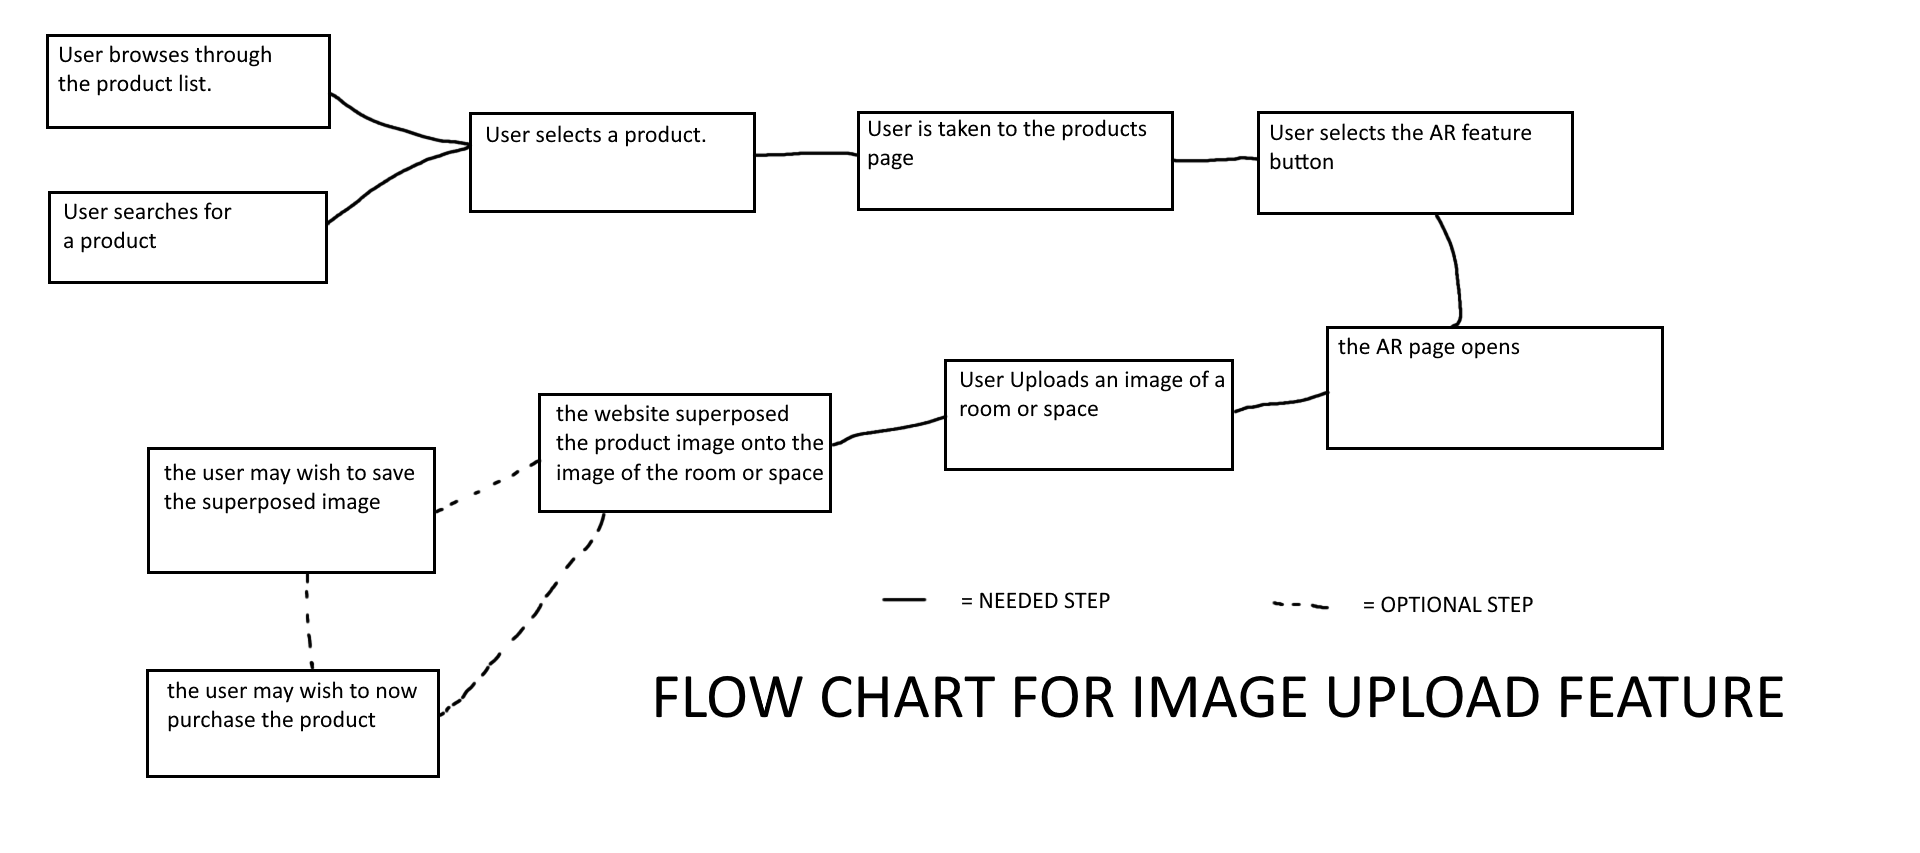 User browses through
the product list.
User searches for
a product
User selects a product.
User is taken to the products
page
User selects the AR feature
button
the AR page opens
User Uploads an image of a
room or space
the website superposed
the product image onto the
image of the room or space
the user may wish to save
the superposed image
the user may wish to now
purchase the product
= NEEDED STEP
= OPTIONAL STEP
FLOW CHART FOR IMAGE UPLOAD FEATURE